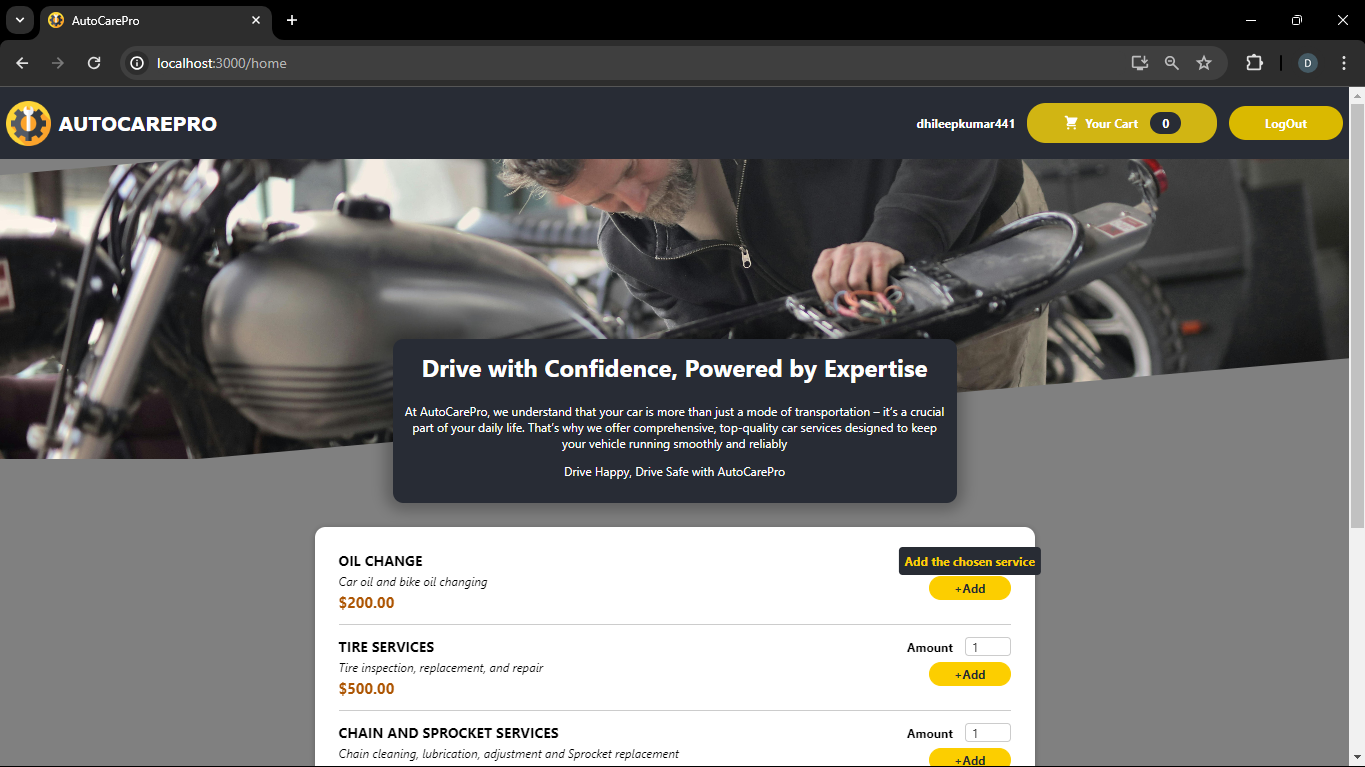 AutoCarePro
localhost:3000/home
D
AUTOCAREPRO
dhileepkumar441
Your Cart 0
LogOut
Drive with Confidence, Powered by Expertise
At AutoCarePro, we understand that your car is more than just a mode of transportation – it's a crucial
part of your daily life. That's why we offer comprehensive, top-quality car services designed to keep
your vehicle running smoothly and reliably
Drive Happy, Drive Safe with AutoCarePro
OIL CHANGE
Add the chosen service
Car oil and bike oil changing
+Add
$200.00
TIRE SERVICES
Amount 1
Tire inspection, replacement, and repair
+Add
$500.00
CHAIN AND SPROCKET SERVICES
Amount 1
Chain cleaning, lubrication, adjustment and Sprocket replacement
+Add